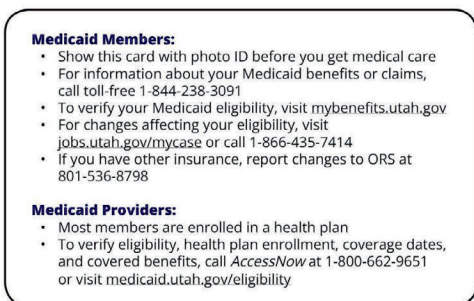 Medicaid Members:
• Show this card with photo ID before you get medical care
• For information about your Medicaid benefits or claims,
call toll-free 1-844-238-3091
• To verify your Medicaid eligibility, visit mybenefits.utah.gov
• For changes affecting your eligibility, visit
jobs.utah.gov/mycase or call 1-866-435-7414
• If you have other insurance, report changes to ORS at
801-536-8798
Medicaid Providers:
• Most members are enrolled in a health plan
• To verify eligibility, health plan enrollment, coverage dates,
and covered benefits, call AccessNow at 1-800-662-9651
or visit medicaid.utah.gov/eligibility